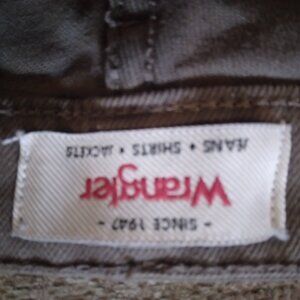 - SINCE 1947 -
Wrangler
JEANS • SHIRTS • JACKETS